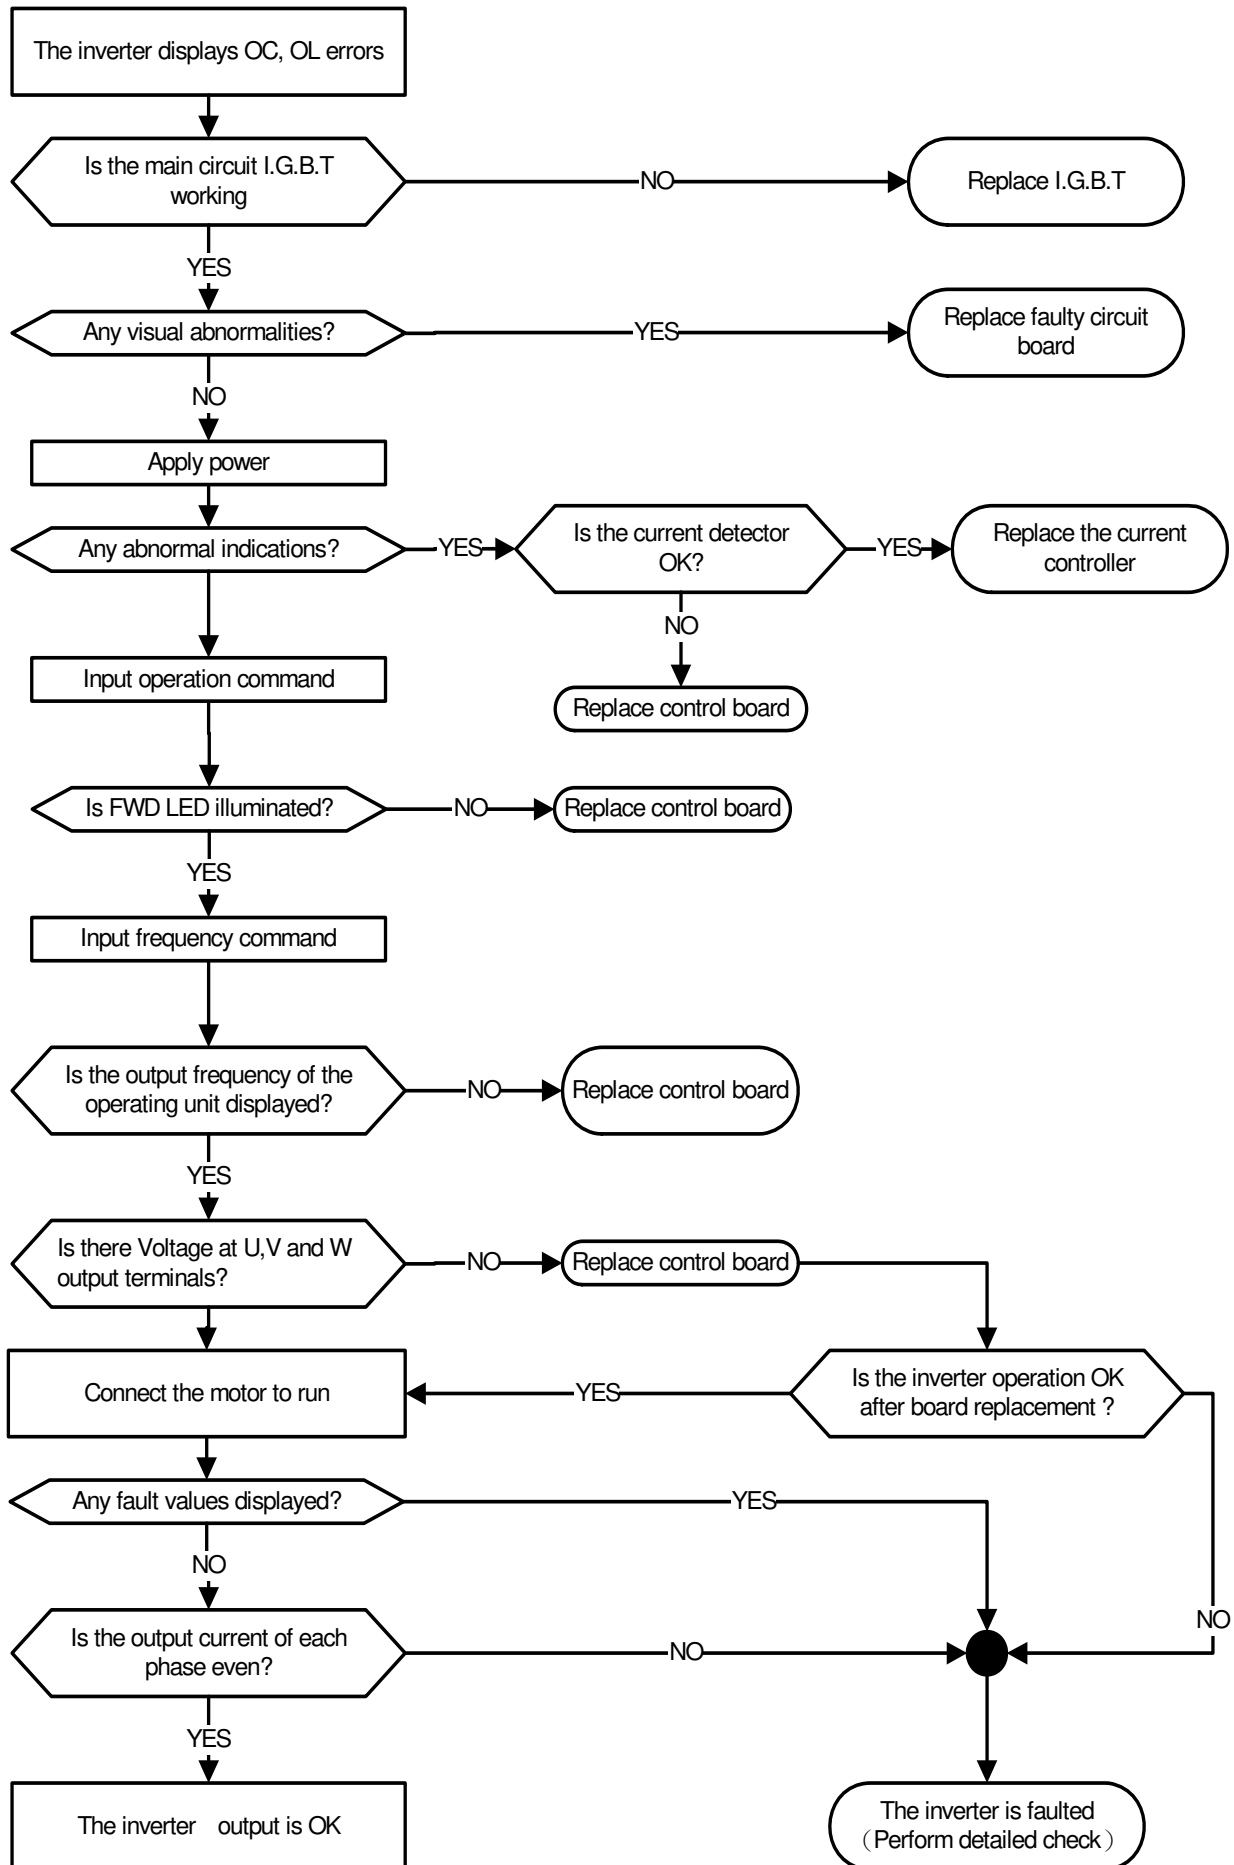 The inverter displays OC, OL errors
Is the main circuit I.G.B.T
working
NO
Replace I.G.B.T
YES
Any visual abnormalities?
YES
Replace faulty circuit
board
NO
Apply power
Any abnormal indications?
YES
Is the current detector
OK?
YES
Replace the current
controller
NO
Replace control board
Input operation command
Is FWD LED illuminated?
NO
Replace control board
YES
Input frequency command
Is the output frequency of the
operating unit displayed?
NO
Replace control board
YES
Is there Voltage at U,V and W
output terminals?
NO
Replace control board
Connect the motor to run
YES
Is the inverter operation OK
after board replacement ?
Any fault values displayed?
YES
NO
NO
Is the output current of each
phase even?
NO
YES
The inverter output is OK
The inverter is faulted
（Perform detailed check）